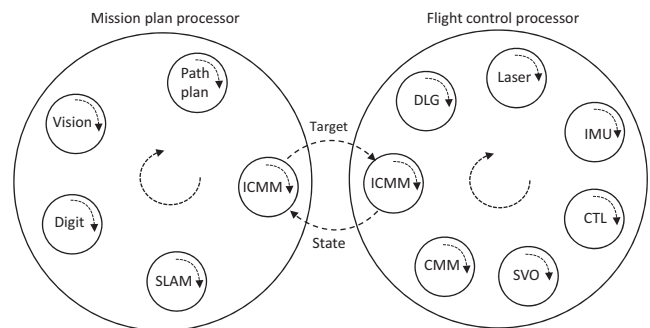 Mission plan processor
Flight control processor
Path
plan
Vision
Digit
SLAM
ICMM
Target
State
ICMM
DLG
Laser
IMU
CTL
SVO
CMM